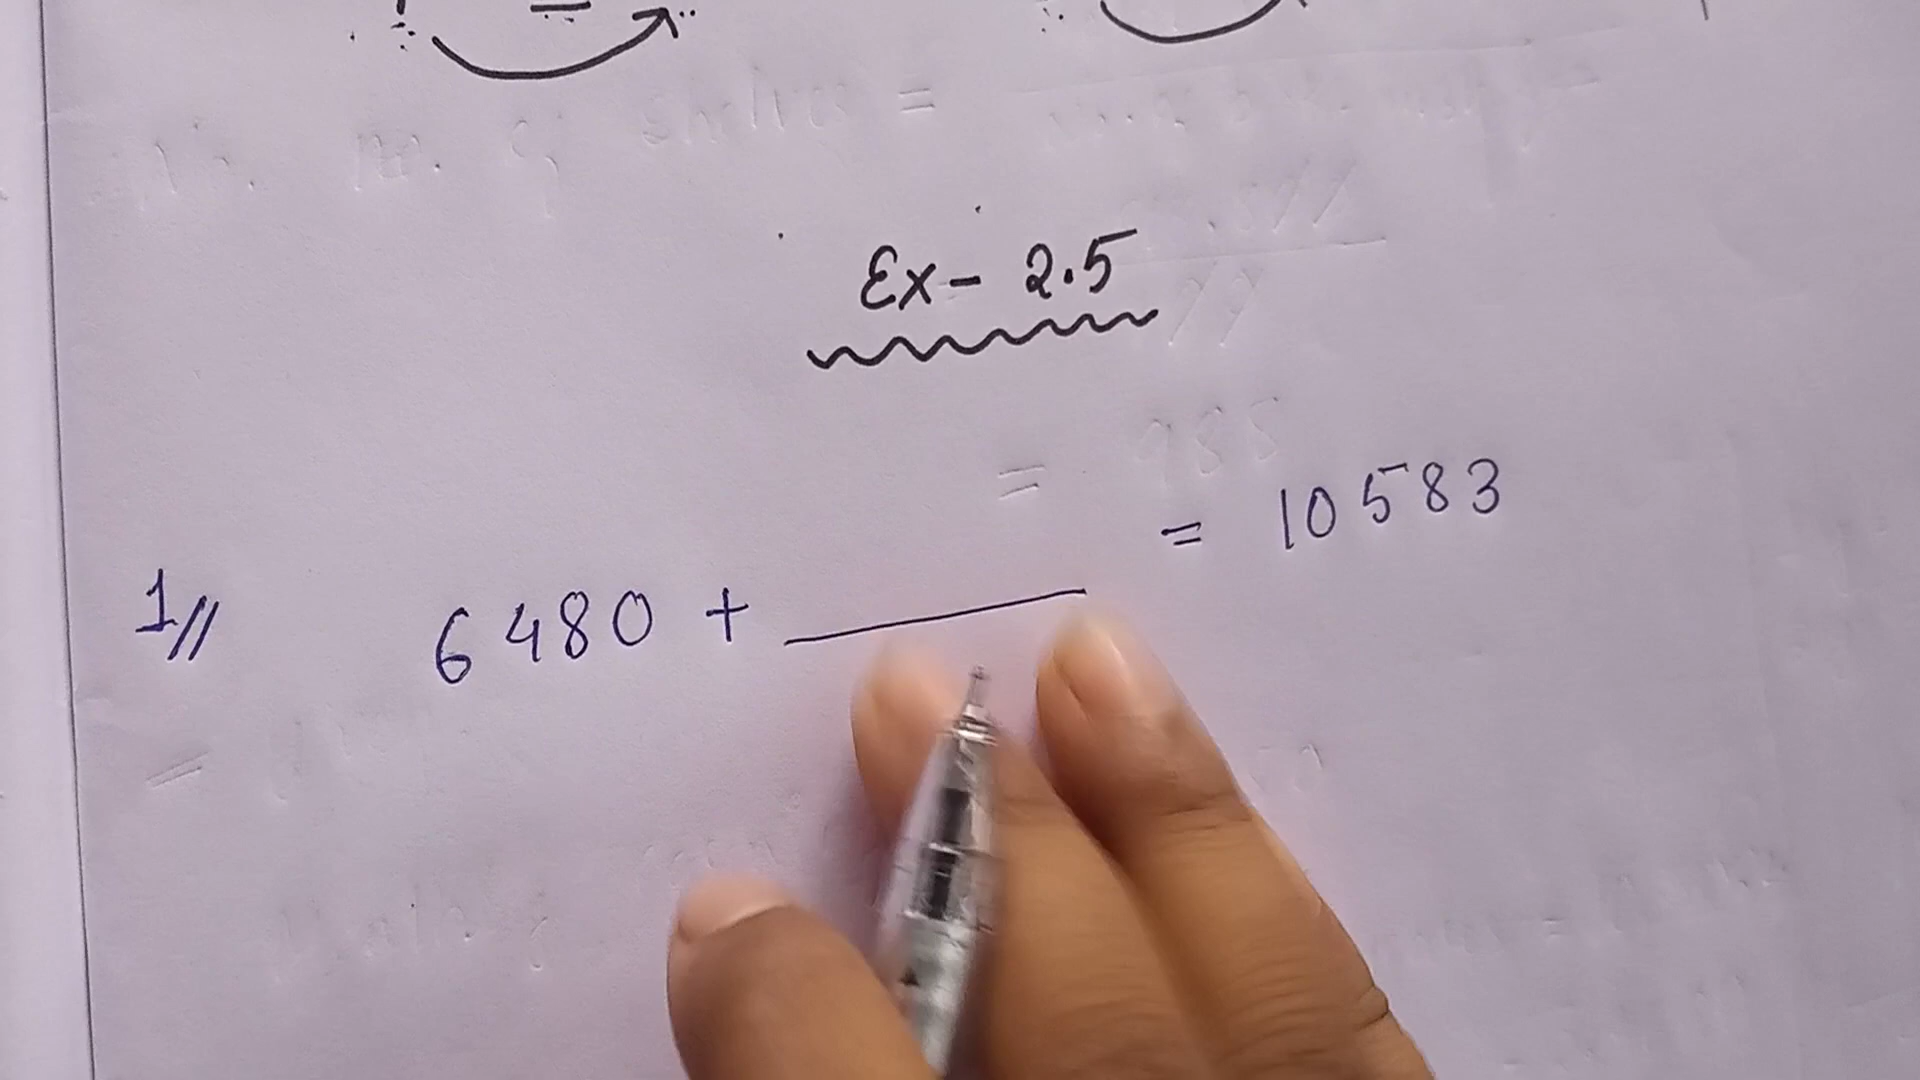 Ex- 2.5
1// 6480 + ______ = 10583